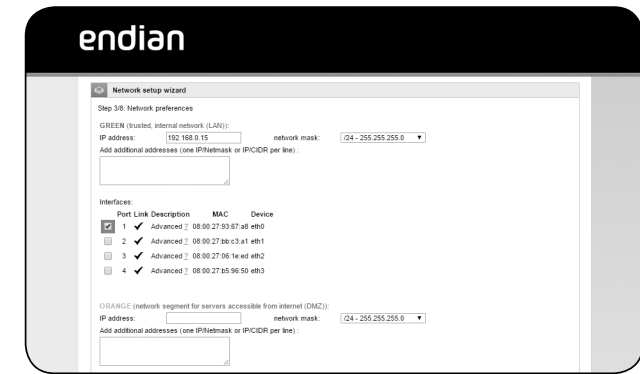 endian
Network setup wizard
Step 3/8: Network preferences
GREEN (trusted, internal network (LAN)):
IP address: 192.168.0.15 network mask: /24 - 255.255.255.0
Add additional addresses (one IP/Netmask or IP/CIDR per line) :
Interfaces:
Port Link Description MAC Device
1 Advanced ? 08:00:27:93:67:a8 eth0
2 Advanced ? 08:00:27:bb:c3:a1 eth1
3 Advanced ? 08:00:27:06:1e:ed eth2
4 Advanced ? 08:00:27:b5:96:50 eth3
ORANGE (network segment for servers accessible from internet (DMZ)):
IP address: network mask: /24 - 255.255.255.0
Add additional addresses (one IP/Netmask or IP/CIDR per line) :